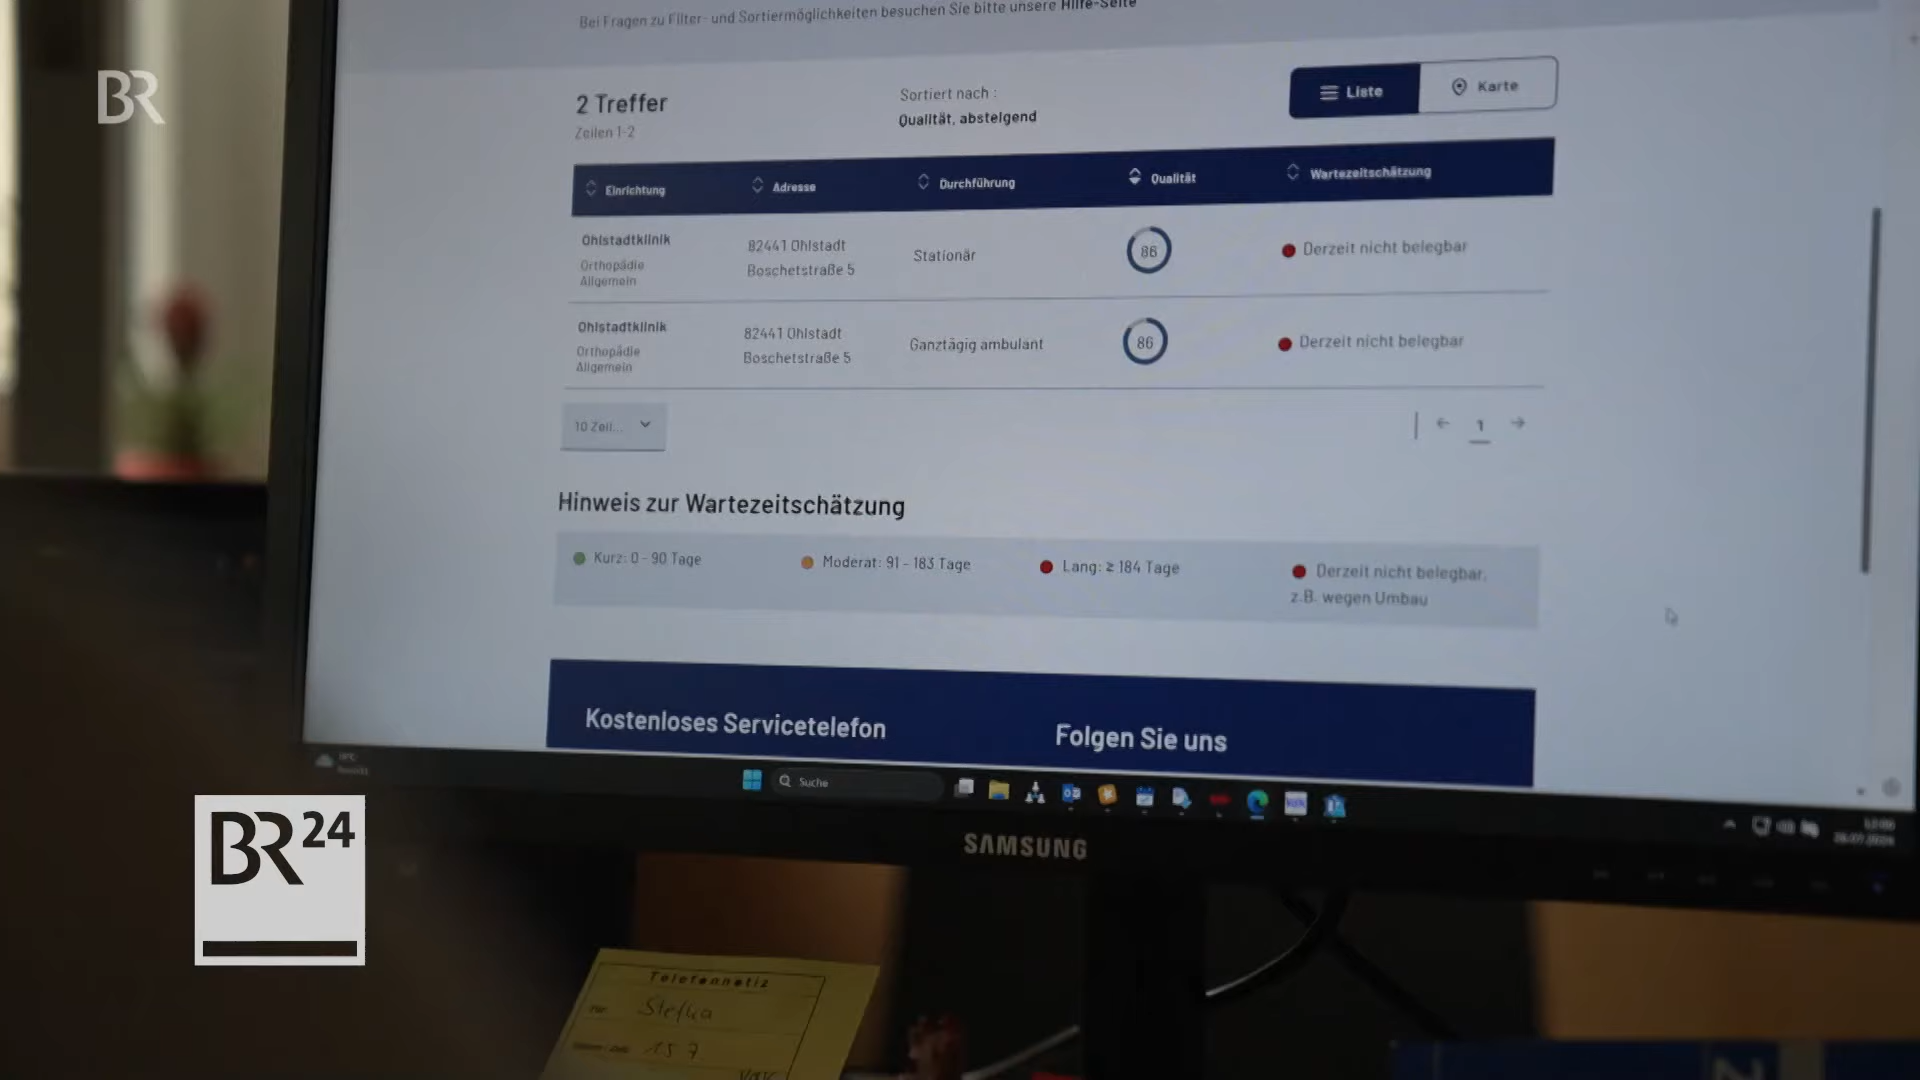 Bei Fragen zu Filter- und Sortiermöglichkeiten besuchen Sie bitte unsere Hilfe-Seite
BR
2 Treffer
Zeilen 1-2
Sortiert nach :
Qualität, absteigend
Liste
Karte
Einrichtung
Adresse
Durchführung
Qualität
Wartezeitschätzung
Ohlstadtklinik
Orthopädie
Allgemein
82441 Ohlstadt
Boschetstraße 5
Stationär
86
Derzeit nicht belegbar
Ohlstadtklinik
Orthopädie
Allgemein
82441 Ohlstadt
Boschetstraße 5
Ganztägig ambulant
86
Derzeit nicht belegbar
10 Zeil...
1
Hinweis zur Wartezeitschätzung
Kurz: 0 - 90 Tage
Moderat: 91 - 183 Tage
Lang: ≥ 184 Tage
Derzeit nicht belegbar,
z.B. wegen Umbau
Kostenloses Servicetelefon
Folgen Sie uns
Suche
SAMSUNG
BR24
Telefonnotiz
Stefka
157